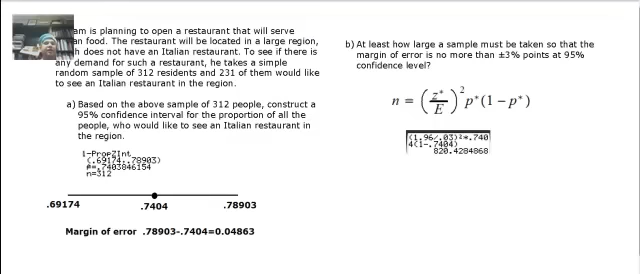 am is planning to open a restaurant that will serve
an food. The restaurant will be located in a large region,
h does not have an Italian restaurant. To see if there is
any demand for such a restaurant, he takes a simple
random sample of 312 residents and 231 of them would like
to see an Italian restaurant in the region.
a) Based on the above sample of 312 people, construct a
95% confidence interval for the proportion of all the
people, who would like to see an Italian restaurant in
the region.
1-PropZInt
(.69174,.78903)
p̂=.7403846154
n=312
.69174 .7404 .78903
Margin of error .78903-.7404=0.04863
b) At least how large a sample must be taken so that the
margin of error is no more than ±3% points at 95%
confidence level?
n = (z*/E)² p*(1 − p*)
(1.96/.03)²*.740
4(1-.7404)
820.4284868